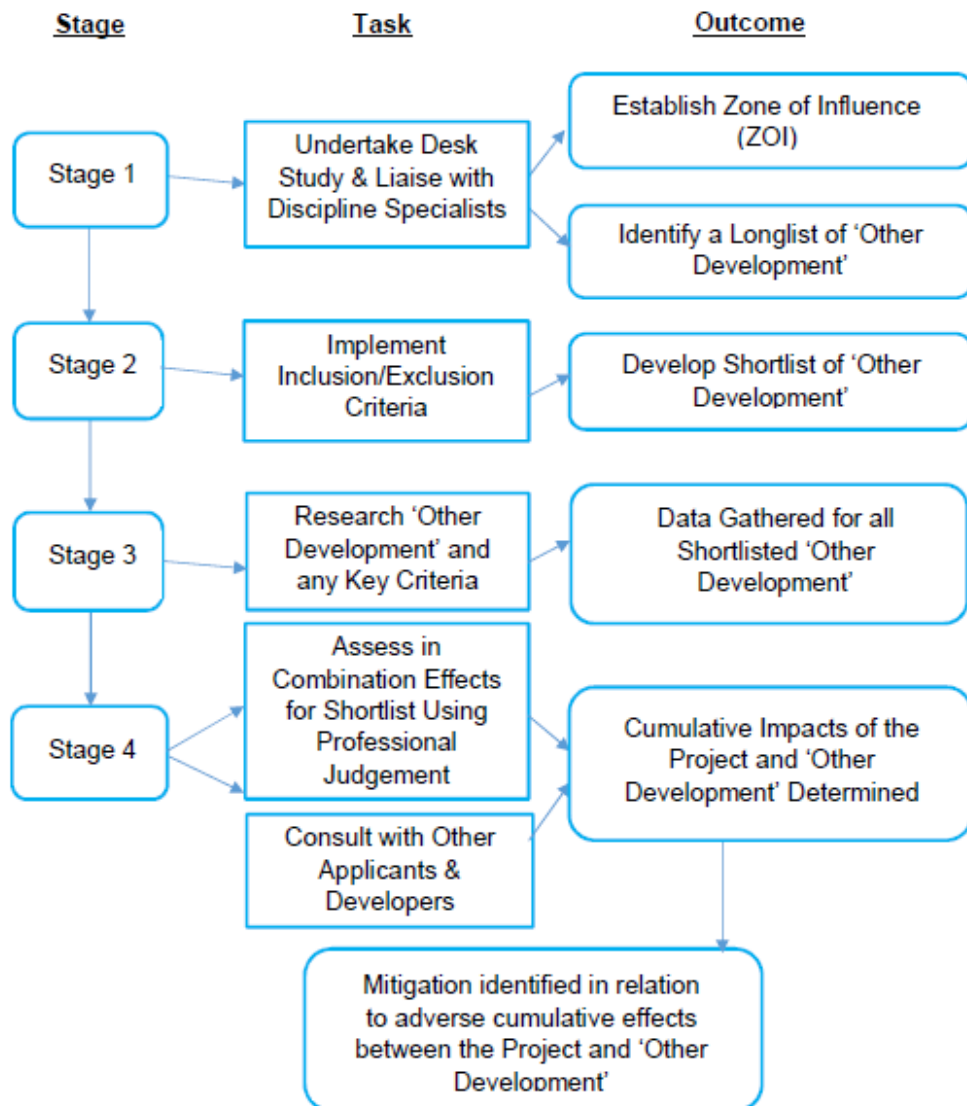 Stage
Task
Outcome
Stage 1
Undertake Desk
Study & Liaise with
Discipline Specialists
Establish Zone of Influence
(ZOI)
Identify a Longlist of ‘Other
Development’
Stage 2
Implement
Inclusion/Exclusion
Criteria
Develop Shortlist of ‘Other
Development’
Stage 3
Research ‘Other
Development’ and
any Key Criteria
Data Gathered for all
Shortlisted ‘Other
Development’
Stage 4
Assess in
Combination Effects
for Shortlist Using
Professional
Judgement
Consult with Other
Applicants &
Developers
Cumulative Impacts of the
Project and ‘Other
Development’ Determined
Mitigation identified in relation
to adverse cumulative effects
between the Project and ‘Other
Development’